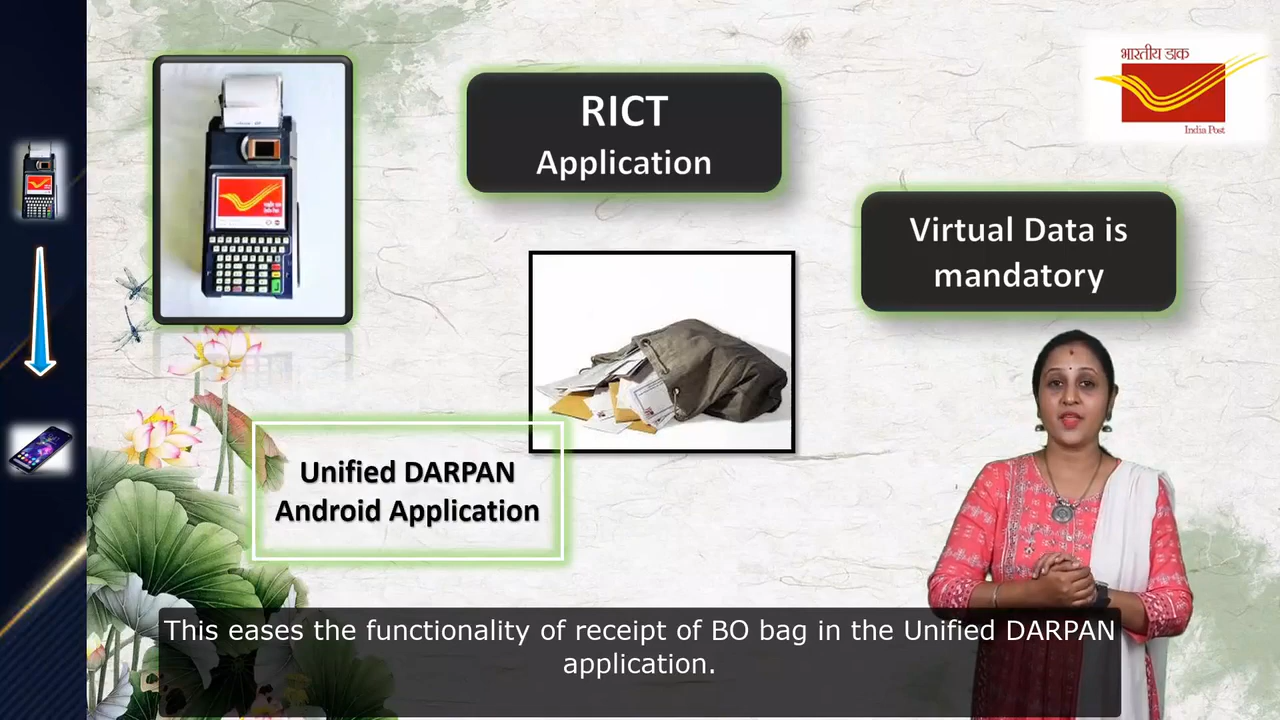 RICT
Application
भारतीय डाक
India Post
Virtual Data is
mandatory
Unified DARPAN
Android Application
This eases the functionality of receipt of BO bag in the Unified DARPAN
application.